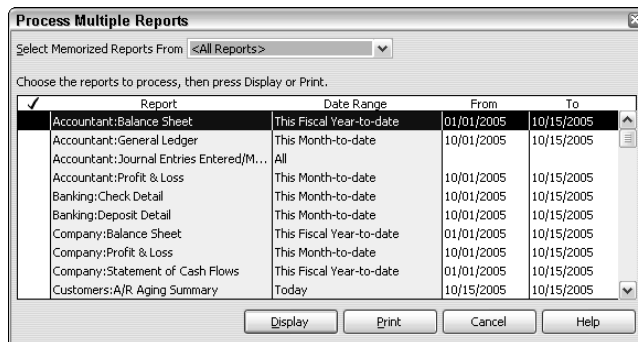 Process Multiple Reports
Select Memorized Reports From <All Reports>
Choose the reports to process, then press Display or Print.
✓ Report Date Range From To
Accountant:Balance Sheet This Fiscal Year-to-date 01/01/2005 10/15/2005
Accountant:General Ledger This Month-to-date 10/01/2005 10/15/2005
Accountant:Journal Entries Entered/M... All
Accountant:Profit & Loss This Month-to-date 10/01/2005 10/15/2005
Banking:Check Detail This Month-to-date 10/01/2005 10/15/2005
Banking:Deposit Detail This Month-to-date 10/01/2005 10/15/2005
Company:Balance Sheet This Fiscal Year-to-date 01/01/2005 10/15/2005
Company:Profit & Loss This Month-to-date 10/01/2005 10/15/2005
Company:Statement of Cash Flows This Fiscal Year-to-date 01/01/2005 10/15/2005
Customers:A/R Aging Summary Today 10/15/2005 10/15/2005
Display Print Cancel Help